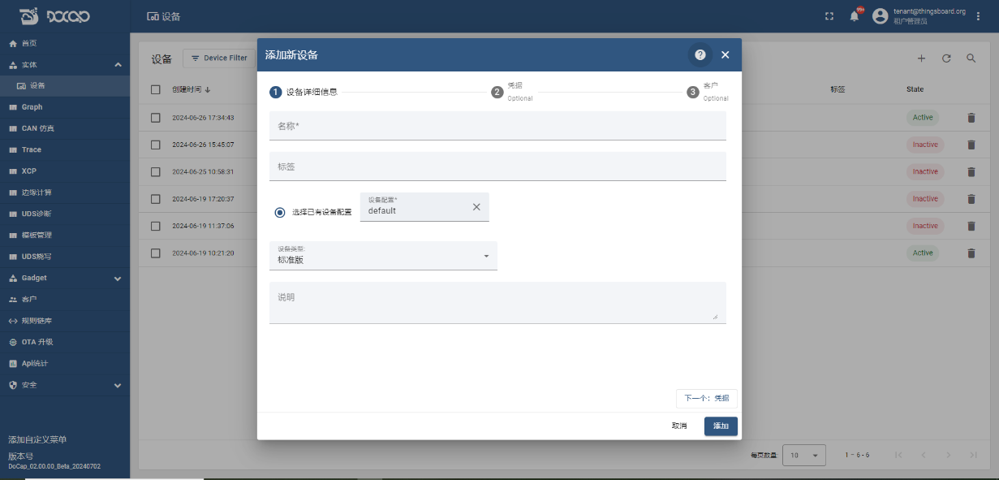 DOCAP
设备
99+
tenant@thingsboard.org
租户管理员
首页
实体
设备
Graph
CAN 仿真
Trace
XCP
边缘计算
UDS诊断
模板管理
UDS烧写
Gadget
客户
规则链库
OTA 升级
Api统计
安全
添加自定义菜单
版本号
DoCap_02.00.00_Beta_20240702
设备
Device Filter
创建时间
标签
State
2024-06-26 17:34:43
Active
2024-06-26 15:45:07
Inactive
2024-06-25 10:58:31
Inactive
2024-06-19 17:20:37
Inactive
2024-06-19 11:37:06
Inactive
2024-06-19 10:21:20
Active
添加新设备
?
1 设备详细信息
2 凭据
Optional
3 客户
Optional
名称*
标签
选择已有设备配置
设备配置*
default
设备类型:
标准版
说明
下一个：凭据
取消
添加
每页数量:
10
1 – 6 - 6